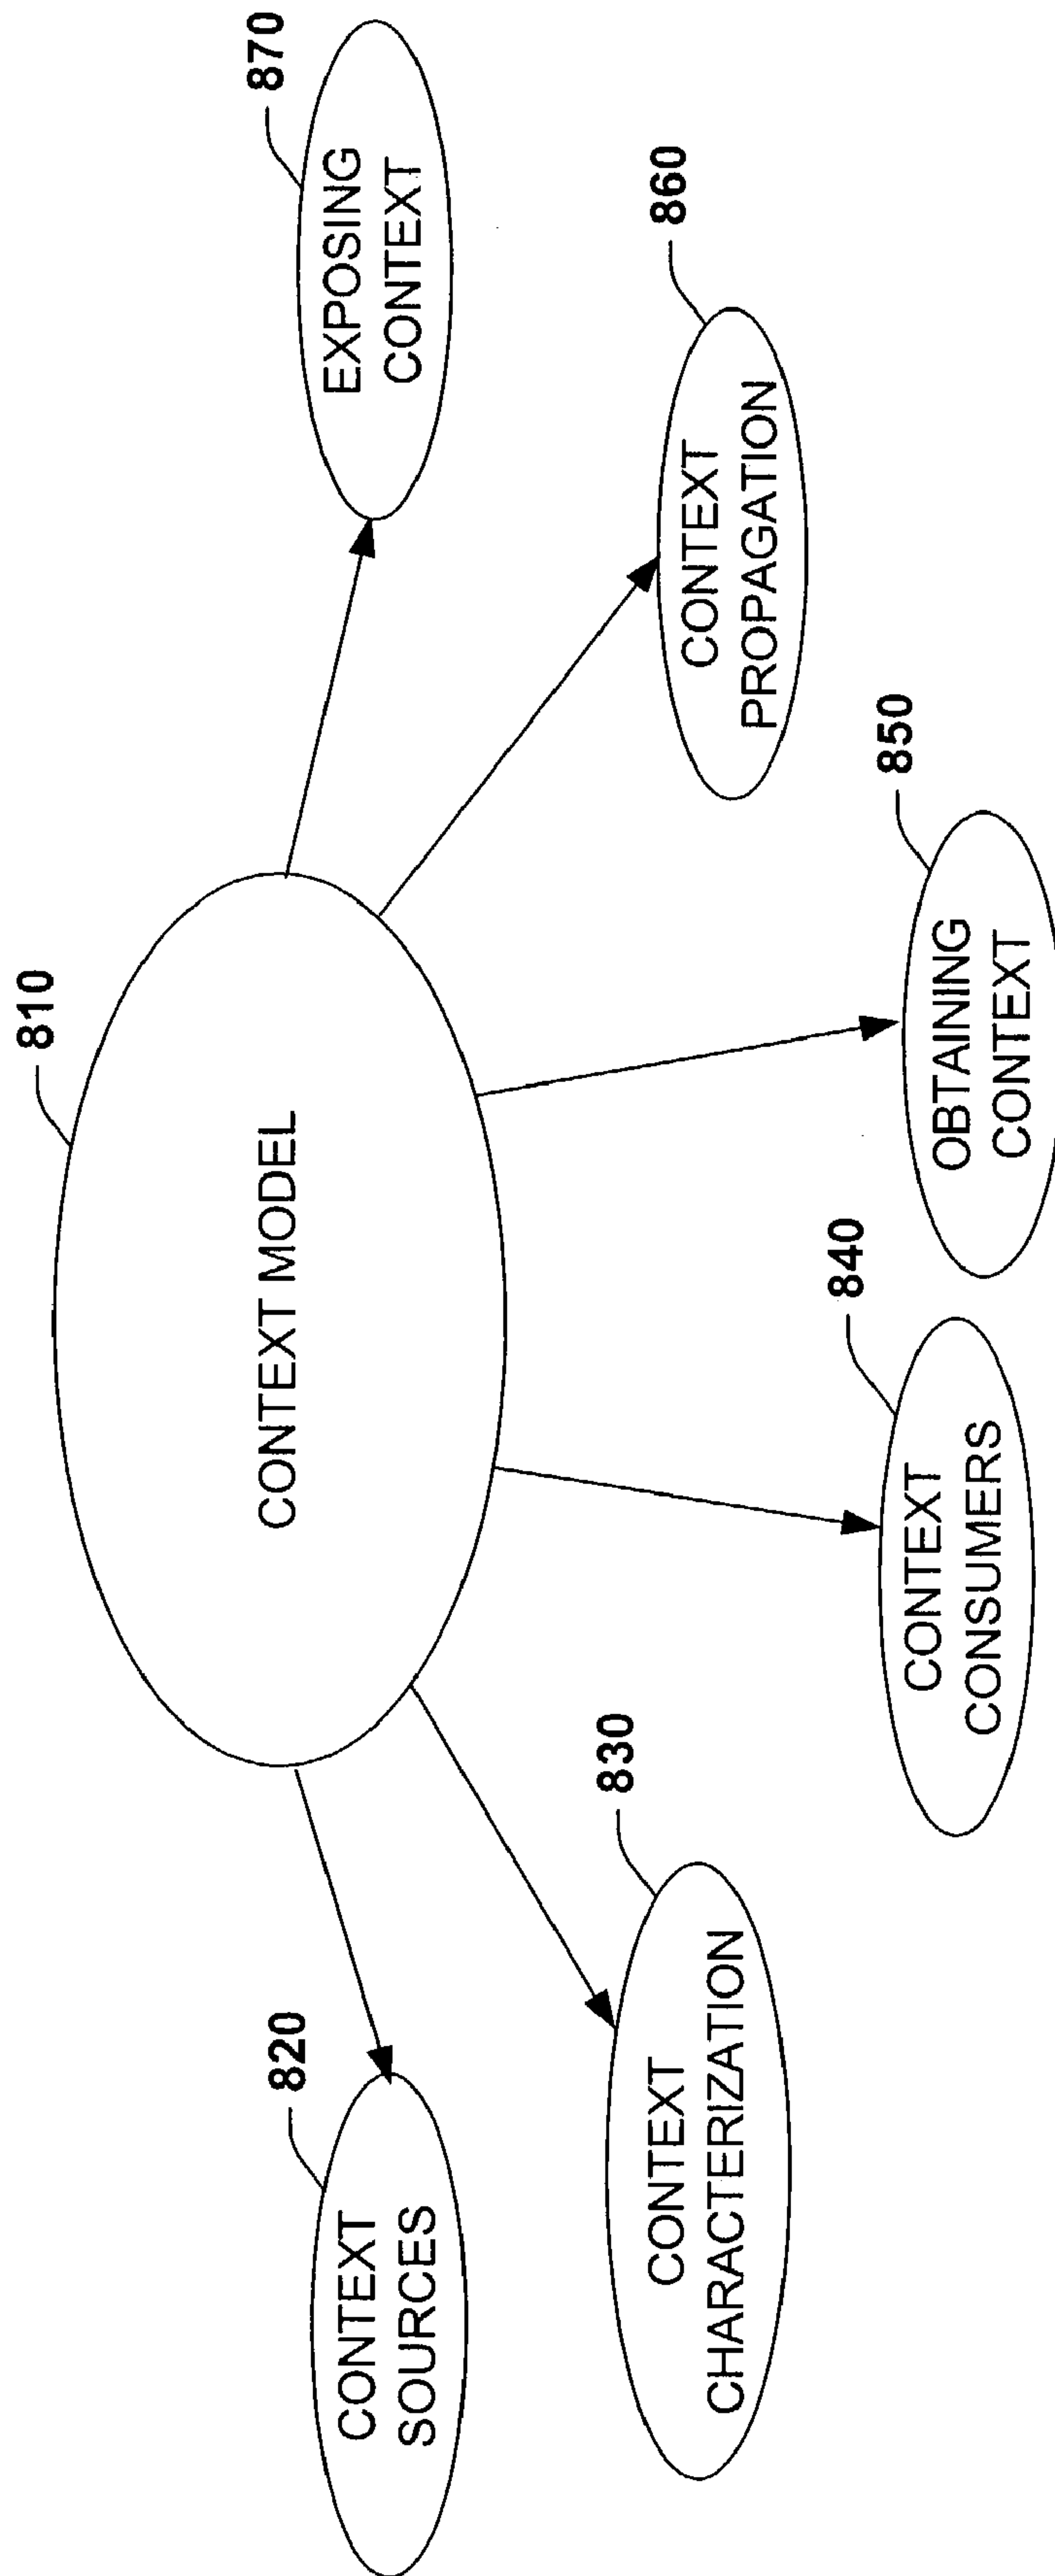 810
CONTEXT MODEL
820
CONTEXT
SOURCES
830
CONTEXT
CHARACTERIZATION
840
CONTEXT
CONSUMERS
850
OBTAINING
CONTEXT
860
CONTEXT
PROPAGATION
870
EXPOSING
CONTEXT